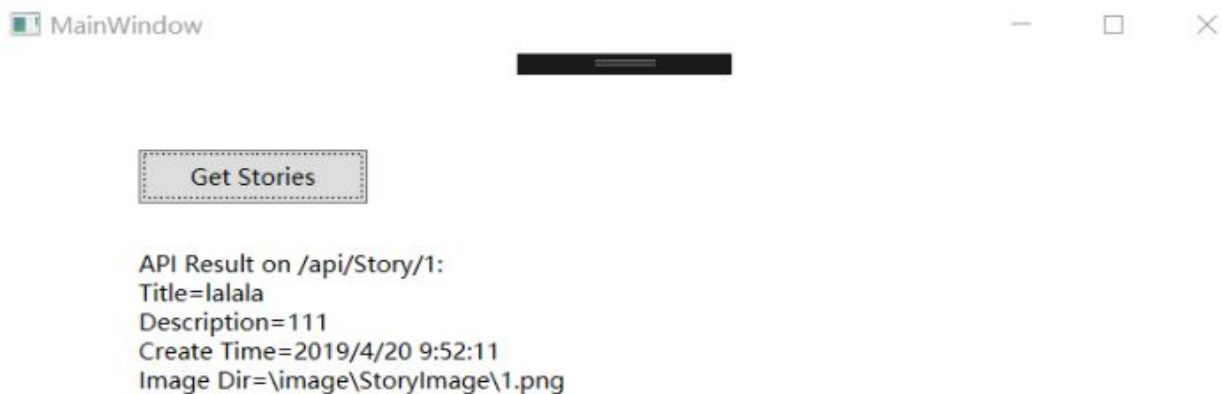 MainWindow
Get Stories
API Result on /api/Story/1:
Title=lalala
Description=111
Create Time=2019/4/20 9:52:11
Image Dir=\image\StoryImage\1.png